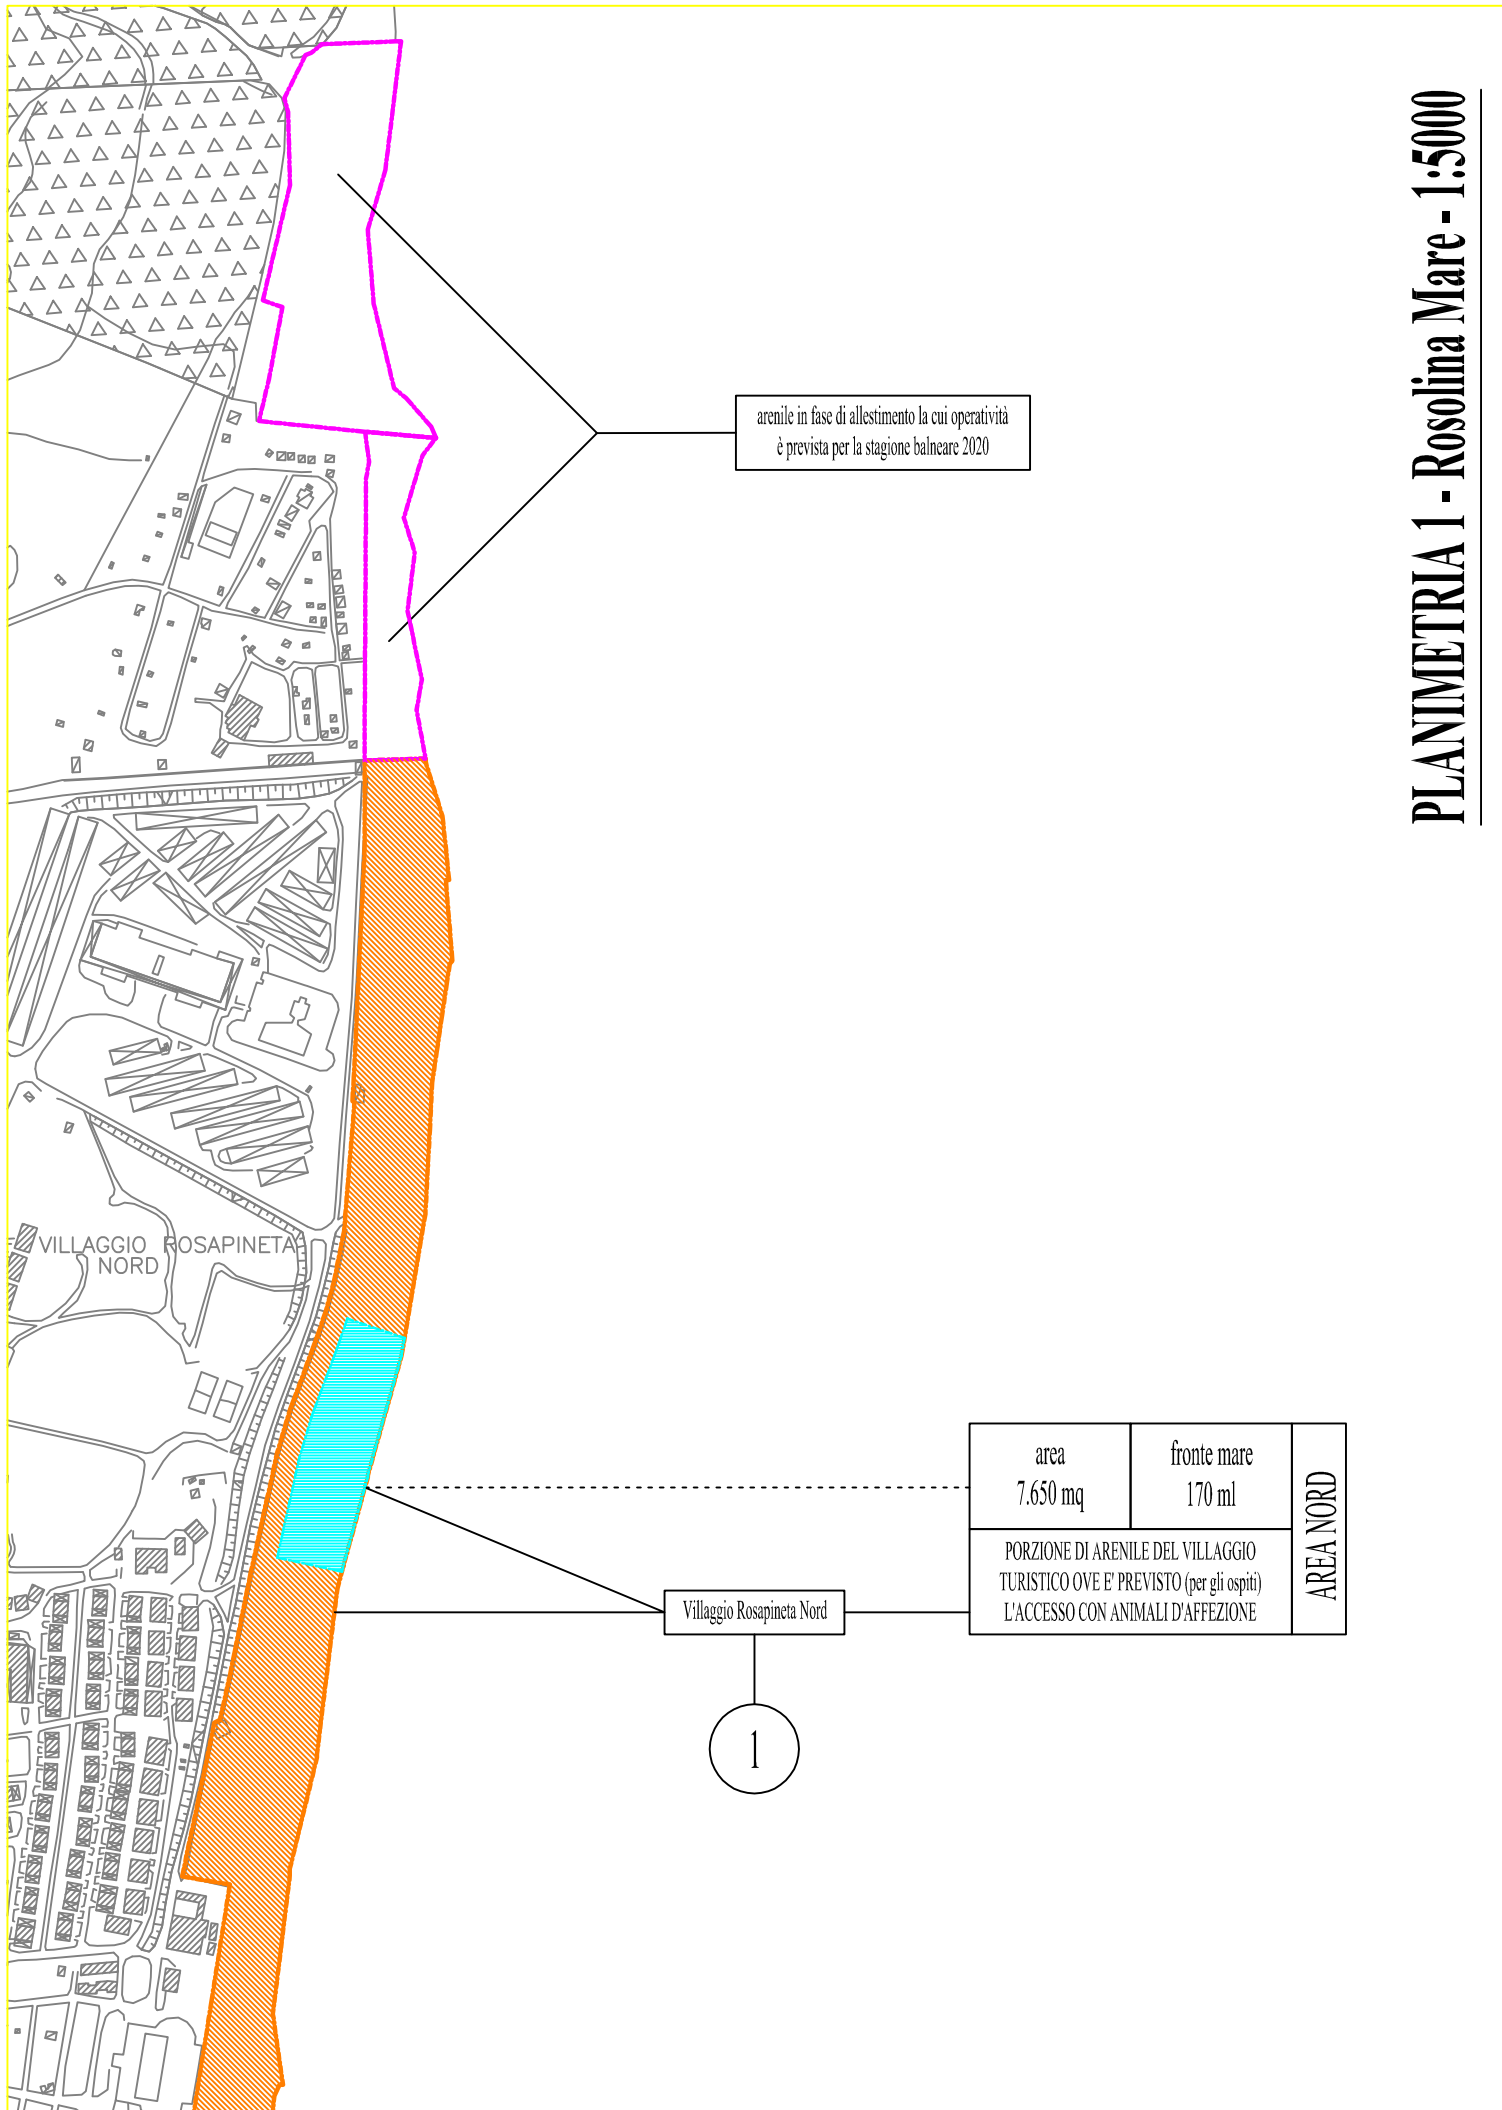 PLANIMETRIA 1 - Rosolina Mare - 1:5000
arenile in fase di allestimento la cui operatività
è prevista per la stagione balneare 2020
VILLAGGIO ROSAPINETA
NORD
area
7.650 mq
fronte mare
170 ml
PORZIONE DI ARENILE DEL VILLAGGIO
TURISTICO OVE E' PREVISTO (per gli ospiti)
L'ACCESSO CON ANIMALI D'AFFEZIONE
AREA NORD
Villaggio Rosapineta Nord
1